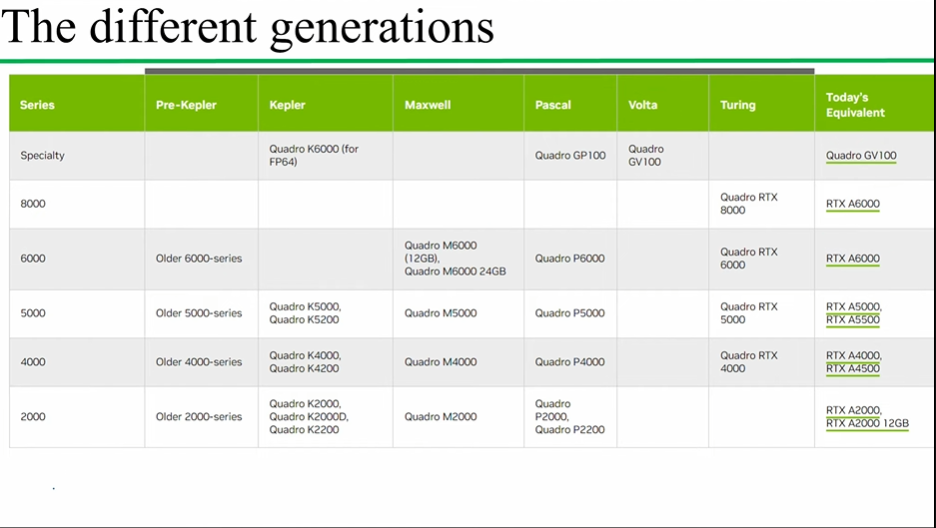 The different generations
Series Pre-Kepler Kepler Maxwell Pascal Volta Turing Today's Equivalent
Specialty Quadro K6000 (for FP64) Quadro GP100 Quadro GV100 Quadro GV100
8000 Quadro RTX 8000 RTX A6000
6000 Older 6000-series Quadro M6000 (12GB), Quadro M6000 24GB Quadro P6000 Quadro RTX 6000 RTX A6000
5000 Older 5000-series Quadro K5000, Quadro K5200 Quadro M5000 Quadro P5000 Quadro RTX 5000 RTX A5000, RTX A5500
4000 Older 4000-series Quadro K4000, Quadro K4200 Quadro M4000 Quadro P4000 Quadro RTX 4000 RTX A4000, RTX A4500
2000 Older 2000-series Quadro K2000, Quadro K2000D, Quadro K2200 Quadro M2000 Quadro P2000, Quadro P2200 RTX A2000, RTX A2000 12GB